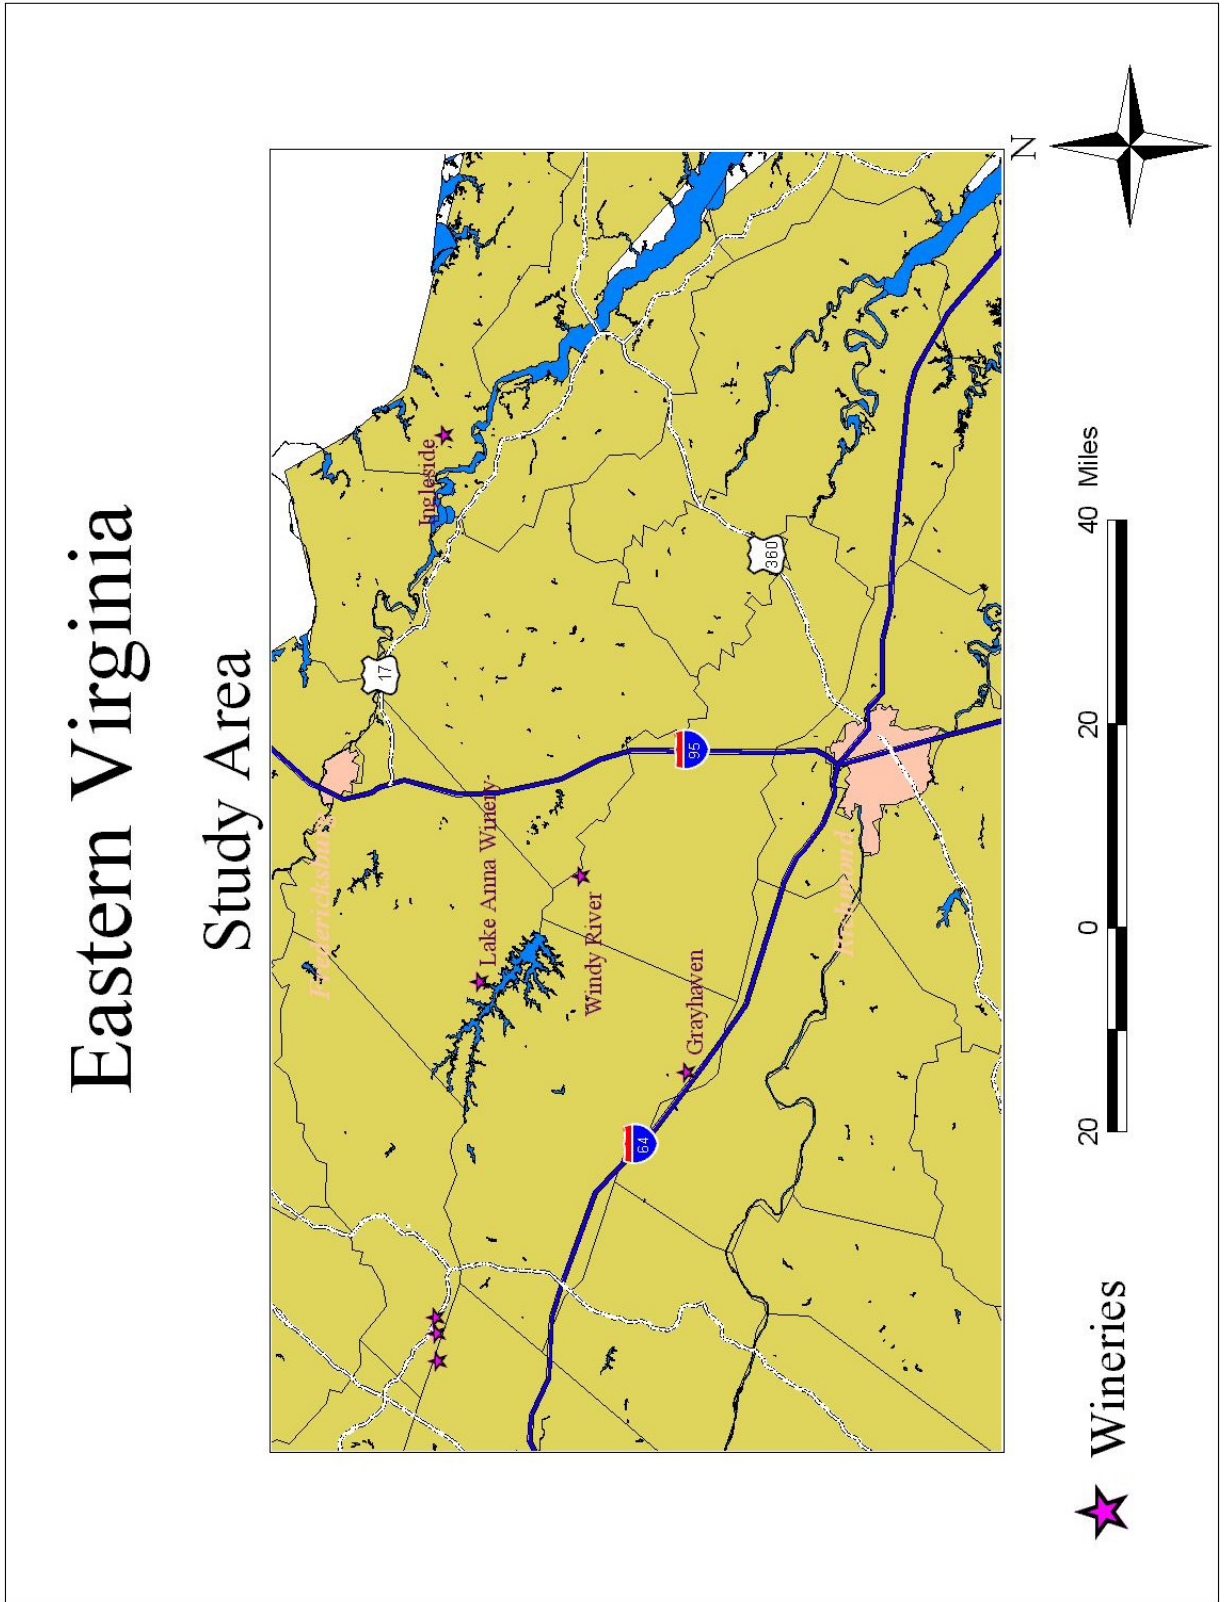 Eastern Virginia
Study Area
Fredericksburg
17
Ingleside
Lake Anna Winery
Windy River
95
Grayhaven
360
64
Richmond
N
Wineries
20 0 20 40 Miles